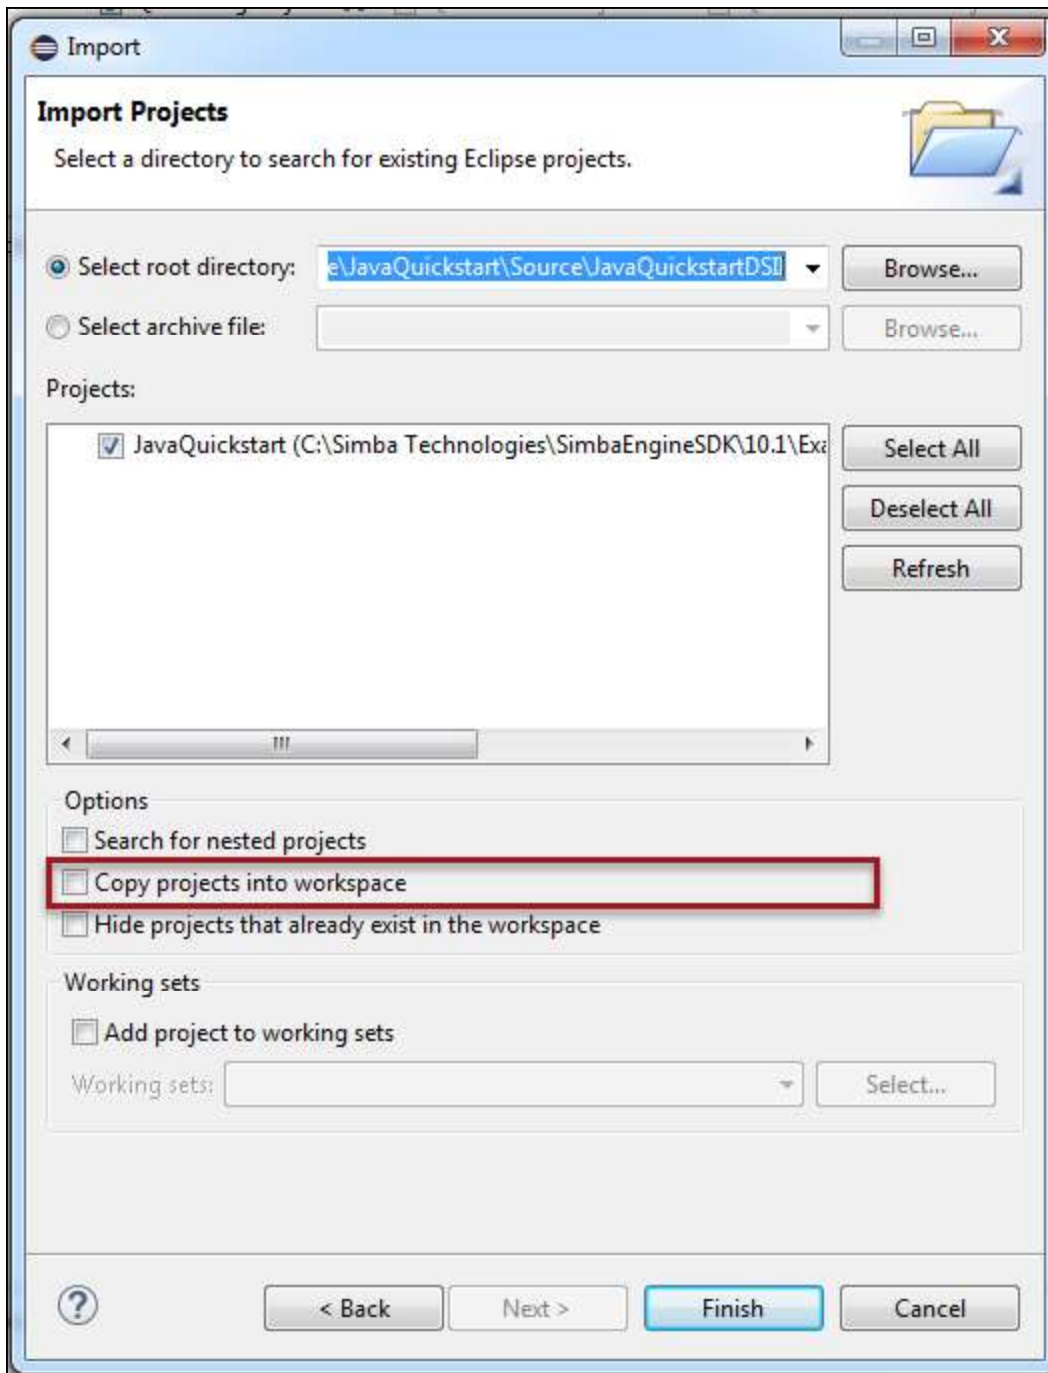 Import
Import Projects
Select a directory to search for existing Eclipse projects.
Select root directory: e\JavaQuickstart\Source\JavaQuickstartDSI Browse...
Select archive file: Browse...
Projects:
JavaQuickstart (C:\Simba Technologies\SimbaEngineSDK\10.1\Exa
Select All
Deselect All
Refresh
Options
Search for nested projects
Copy projects into workspace
Hide projects that already exist in the workspace
Working sets
Add project to working sets
Working sets: Select...
< Back Next > Finish Cancel